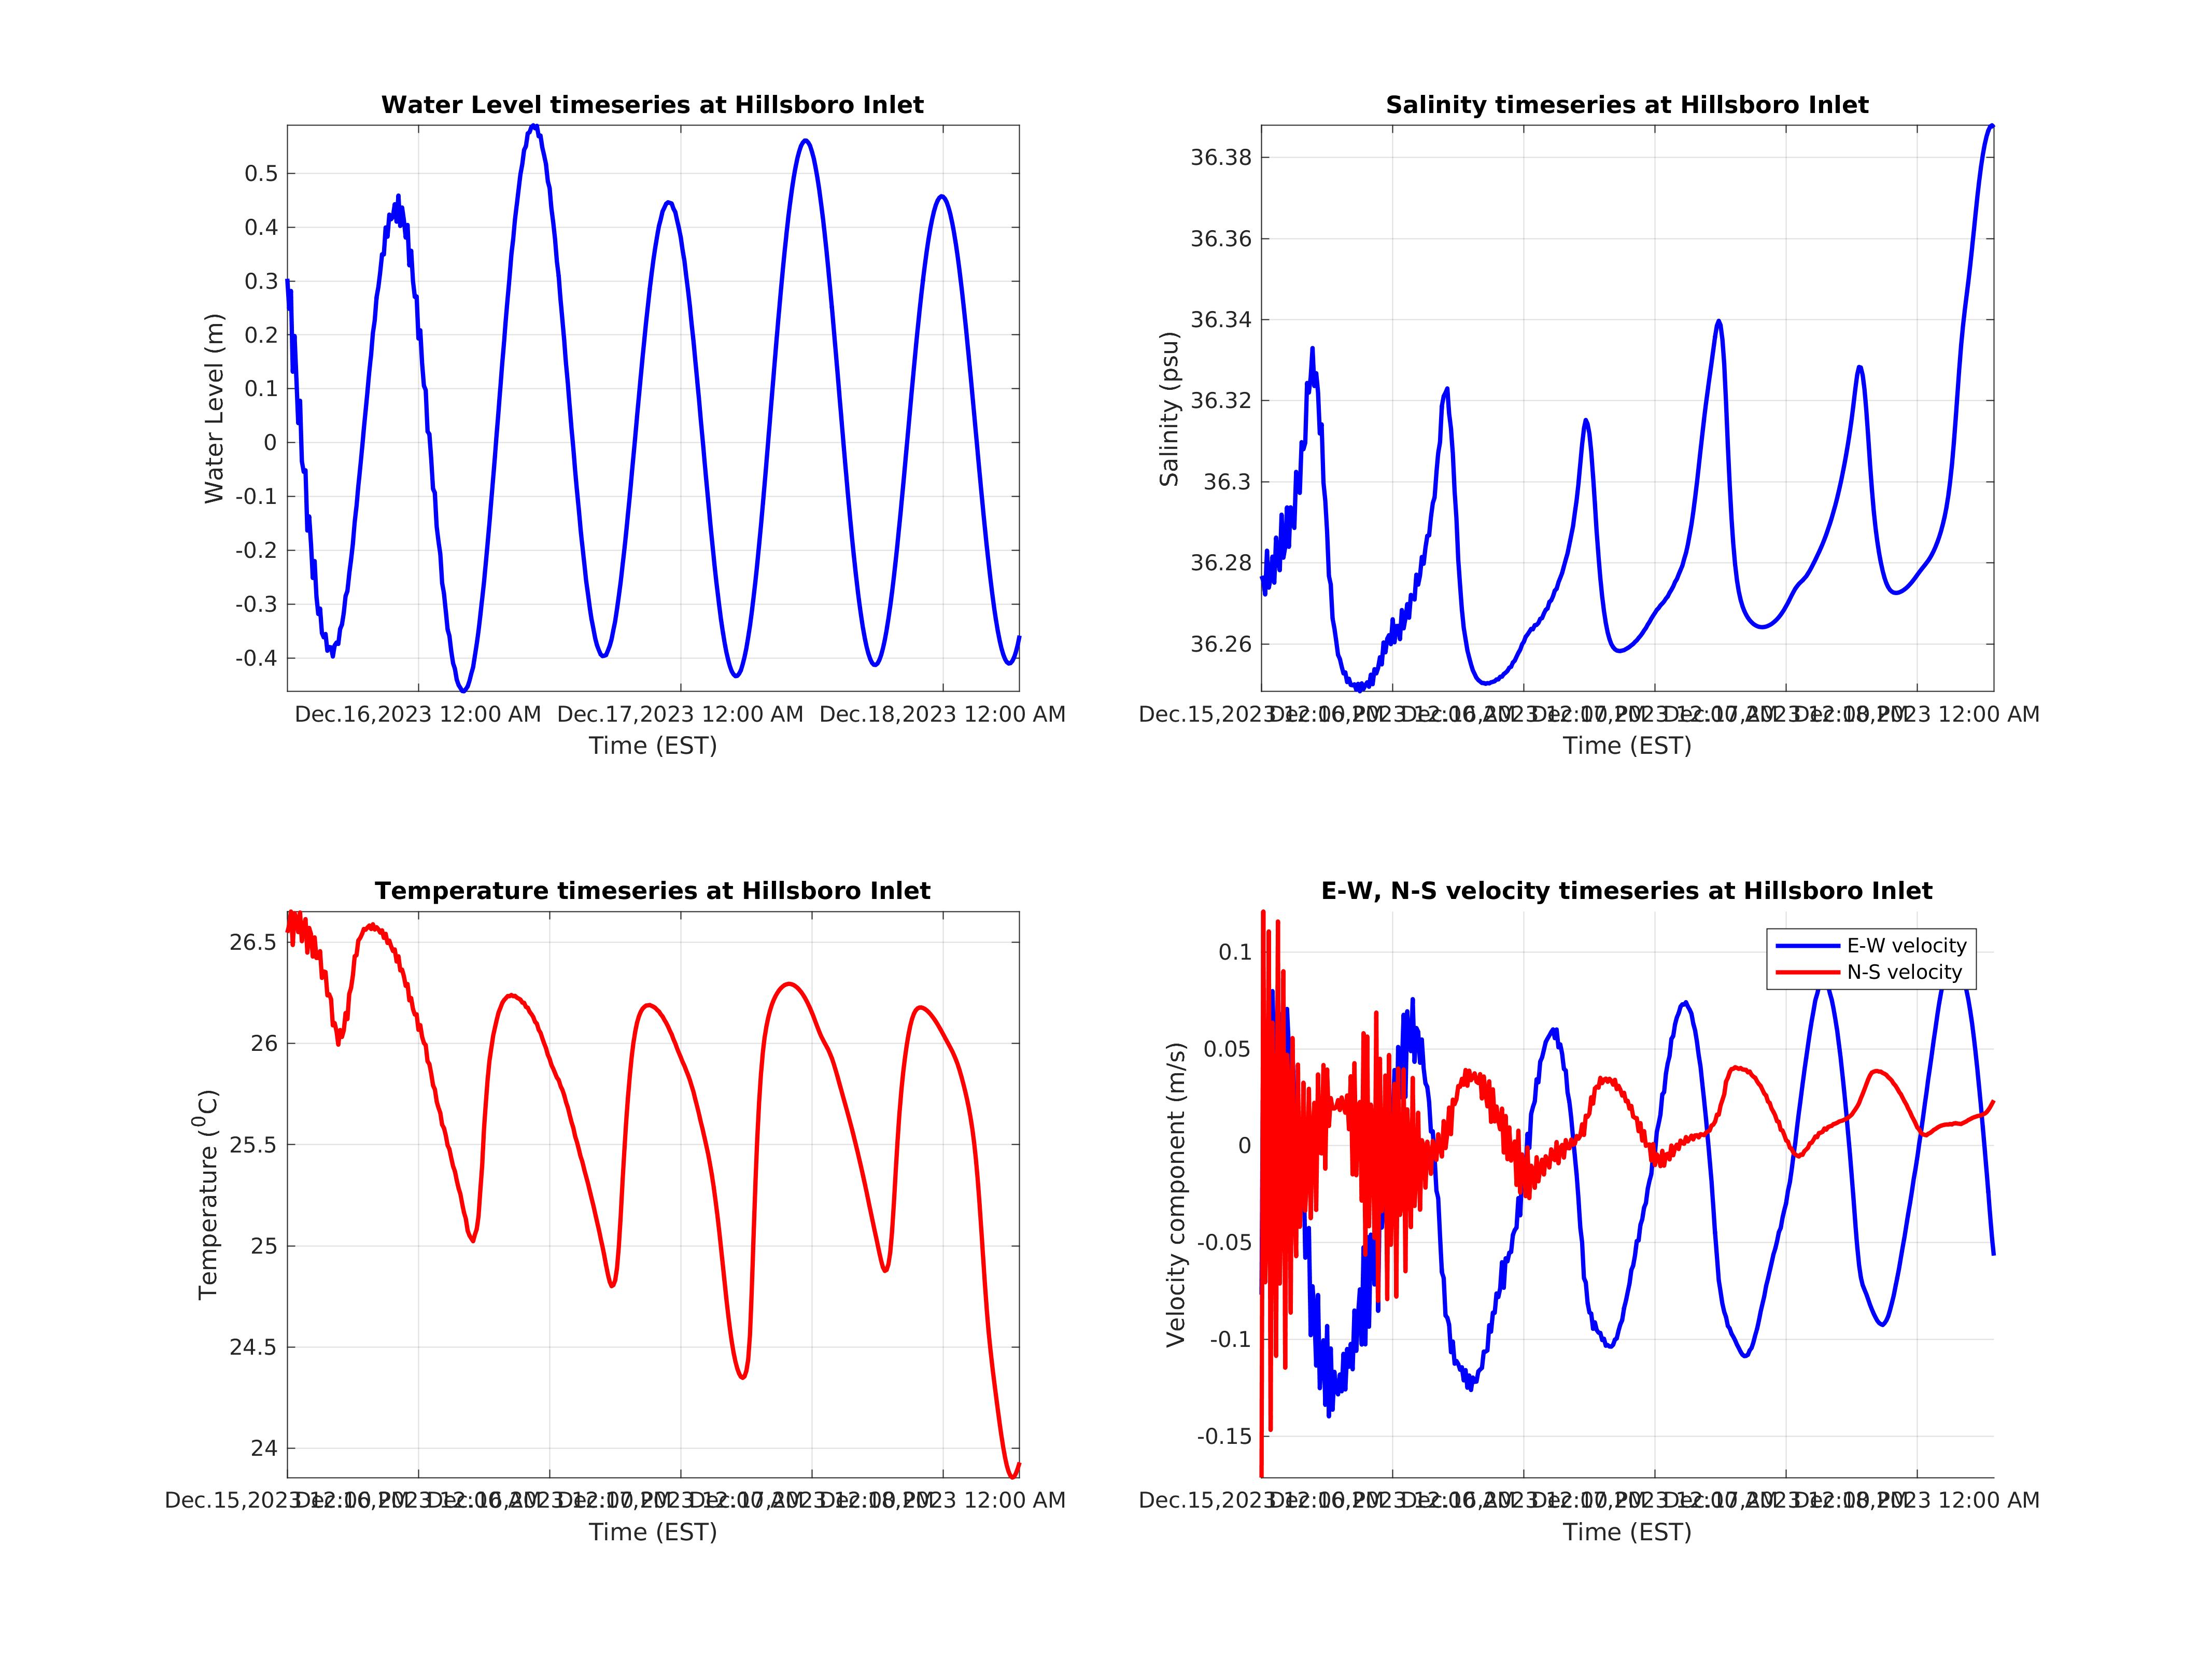 Water Level timeseries at Hillsboro Inlet
0.5
0.4
0.3
0.2
0.1
0
-0.1
-0.2
-0.3
-0.4
Water Level (m)
Dec.16,2023 12:00 AM Dec.17,2023 12:00 AM Dec.18,2023 12:00 AM
Time (EST)
Salinity timeseries at Hillsboro Inlet
36.38
36.36
36.34
36.32
36.3
36.28
36.26
Salinity (psu)
Dec.15,2023 12:00 AM
Time (EST)
Temperature timeseries at Hillsboro Inlet
26.5
26
25.5
25
24.5
24
Temperature (⁰C)
Dec.15,2023 12:00 AM
Time (EST)
E-W, N-S velocity timeseries at Hillsboro Inlet
E-W velocity
N-S velocity
0.1
0.05
0
-0.05
-0.1
-0.15
Velocity component (m/s)
Dec.15,2023 12:00 AM
Time (EST)